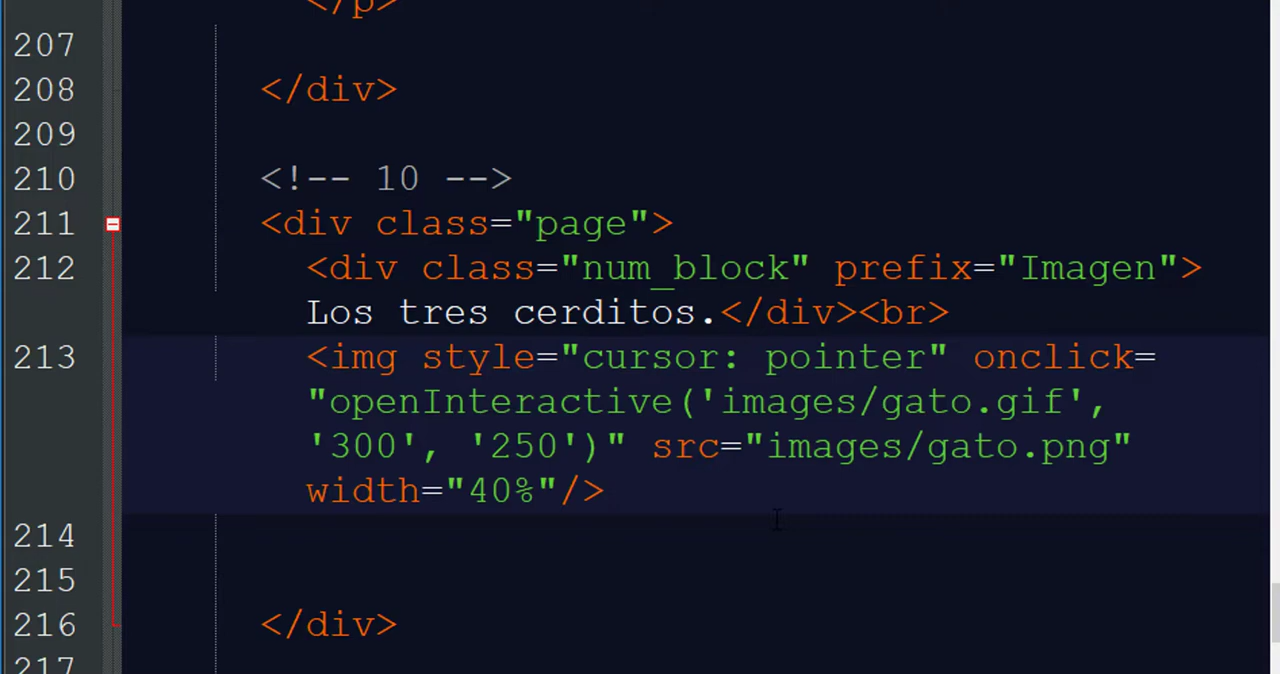 </p>
207
208 </div>
209
210 <!-- 10 -->
211 <div class="page">
212 <div class="num_block" prefix="Imagen">
Los tres cerditos.</div><br>
213 <img style="cursor: pointer" onclick=
"openInteractive('images/gato.gif',
'300', '250')" src="images/gato.png"
width="40%"/>
214
215
216 </div>
217